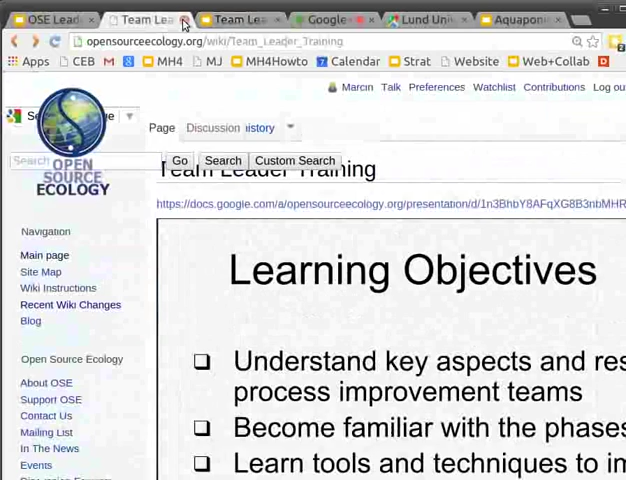 OSE Lead
Team Lea
Team Lea
Google
Lund Uni
Aquapon
opensourceecology.org/wiki/Team_Leader_Training
Apps CEB M MH4 MJ MH4Howto Calendar Strat Website Web+Collab D
Marcin Talk Preferences Watchlist Contributions Log ou
Page Discussion istory
Search Go Search Custom Search
OPEN
SOURCE
ECOLOGY
Team Leader Training
https://docs.google.com/a/opensourceecology.org/presentation/d/1n3BhbY8AFqXG8B3nbMHR
Navigation
Main page
Site Map
Wiki Instructions
Recent Wiki Changes
Blog
Open Source Ecology
About OSE
Support OSE
Contact Us
Mailing List
In The News
Events
Learning Objectives
Understand key aspects and res
process improvement teams
Become familiar with the phases
Learn tools and techniques to im